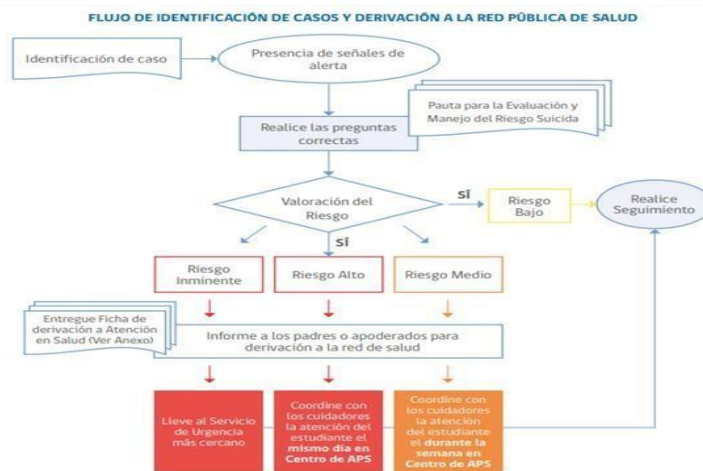 FLUJO DE IDENTIFICACIÓN DE CASOS Y DERIVACIÓN A LA RED PÚBLICA DE SALUD
Identificación de caso
Presencia de señales de
alerta
Realice las preguntas
correctas
Pauta para la Evaluación y
Manejo del Riesgo Suicida
Valoración del
Riesgo
SÍ
Riesgo
Bajo
Realice
Seguimiento
SÍ
Riesgo
Inminente
Riesgo Alto
Riesgo Medio
Entregue Ficha de
derivación a Atención
en Salud (Ver Anexo)
Informe a los padres o apoderados para
derivación a la red de salud
Lleve al Servicio
de Urgencia
más cercano
Coordine con
los cuidadores
la atención del
estudiante el
mismo día en
Centro de APS
Coordine con
los cuidadores
la atención
del estudiante
el durante la
semana en
Centro de APS